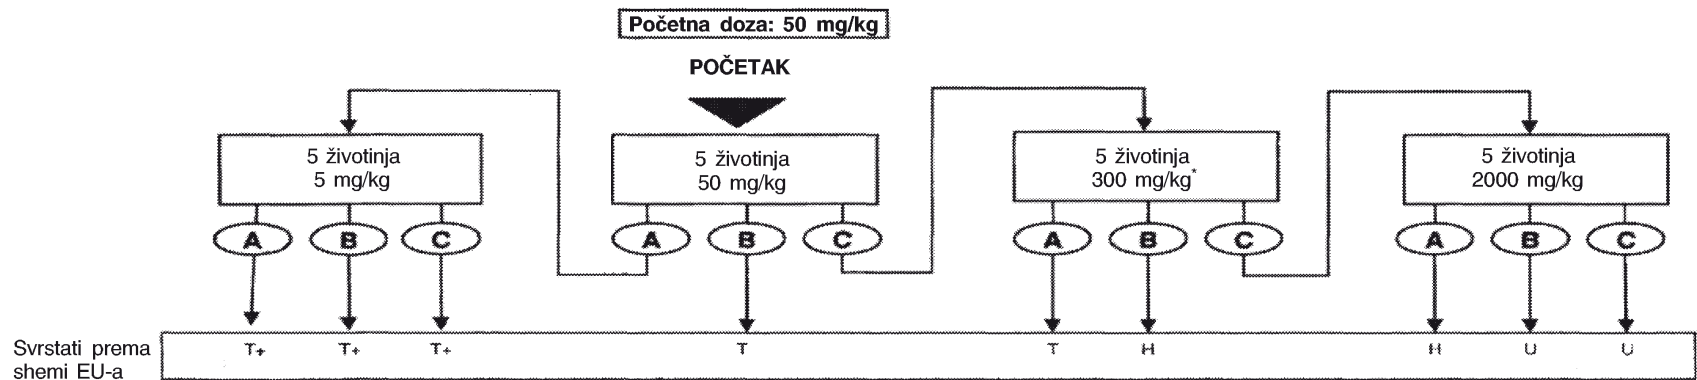 Početna doza: 50 mg/kg
POČETAK
5 životinja
5 mg/kg
5 životinja
50 mg/kg
5 životinja
300 mg/kg*
5 životinja
2000 mg/kg
A B C A B C A B C A B C
Svrstati prema
shemi EU-a
T+ T+ T+ T T H H U U